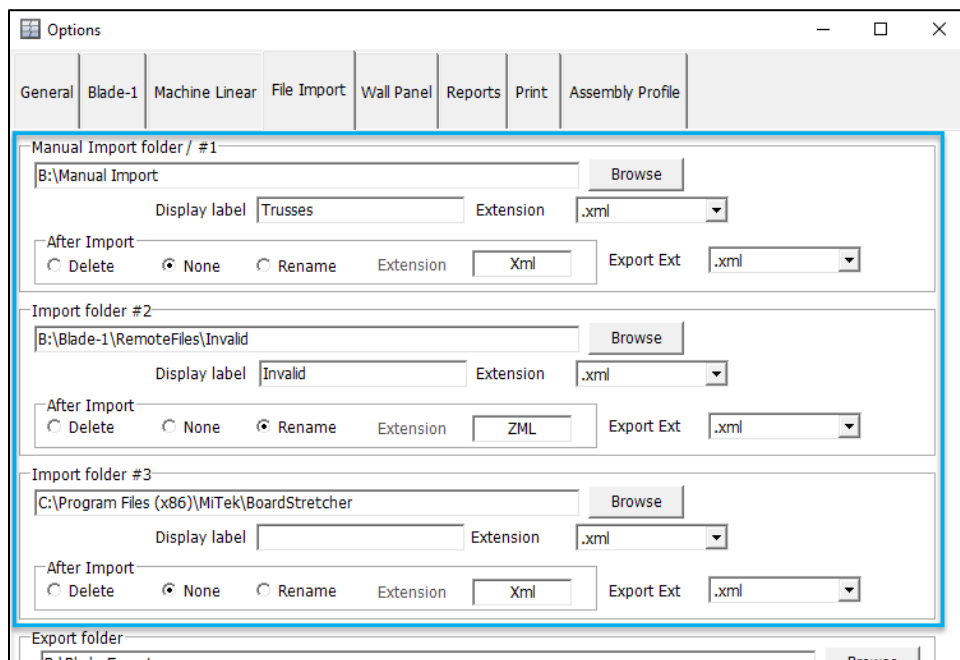 Options
General Blade-1 Machine Linear File Import Wall Panel Reports Print Assembly Profile
Manual Import folder / #1
B:\Manual Import Browse
Display label Trusses Extension .xml
After Import
Delete None Rename Extension Xml Export Ext .xml
Import folder #2
B:\Blade-1\RemoteFiles\Invalid Browse
Display label Invalid Extension .xml
After Import
Delete None Rename Extension ZML Export Ext .xml
Import folder #3
C:\Program Files (x86)\MiTek\BoardStretcher Browse
Display label Extension .xml
After Import
Delete None Rename Extension Xml Export Ext .xml
Export folder